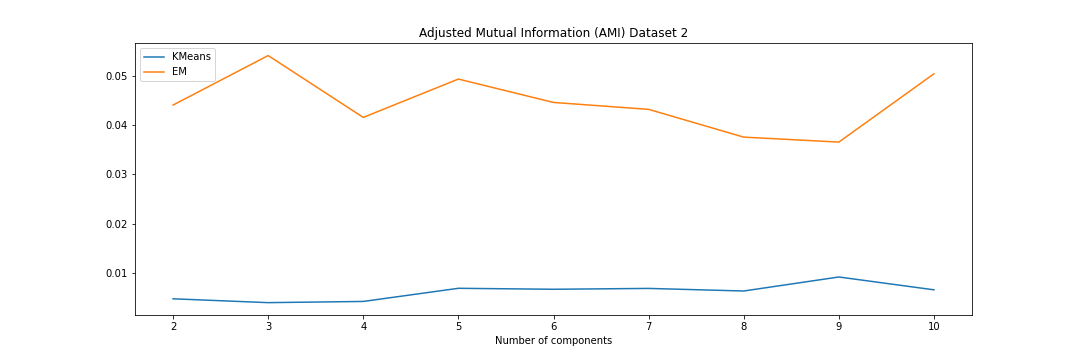 Adjusted Mutual Information (AMI) Dataset 2
KMeans
EM
0.05
0.04
0.03
0.02
0.01
2 3 4 5 6 7 8 9 10
Number of components